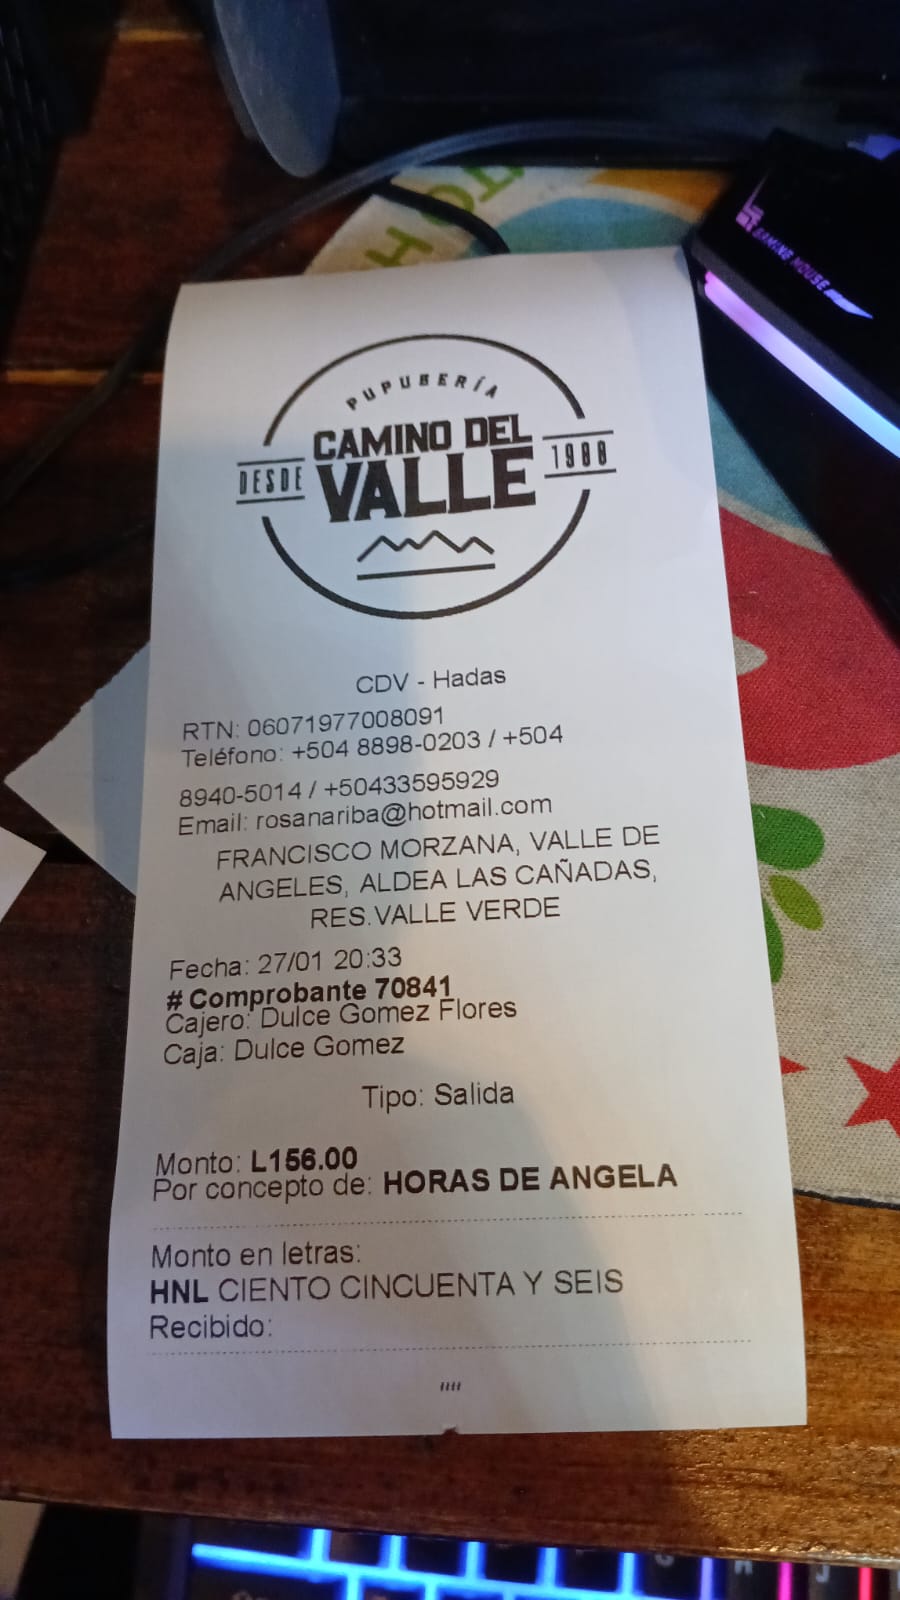 HOTO
GAMING MOUSE
PUPUSERÍA
CAMINO DEL
VALLE
DESDE
1988
CDV - Hadas
RTN: 06071977008091
Teléfono: +504 8898-0203 / +504
8940-5014 / +50433595929
Email: rosanariba@hotmail.com
FRANCISCO MORZANA, VALLE DE
ANGELES, ALDEA LAS CAÑADAS,
RES.VALLE VERDE
Fecha: 27/01 20:33
# Comprobante 70841
Cajero: Dulce Gomez Flores
Caja: Dulce Gomez
Tipo: Salida
Monto: L156.00
Por concepto de: HORAS DE ANGELA
Monto en letras:
HNL CIENTO CINCUENTA Y SEIS
Recibido:
////